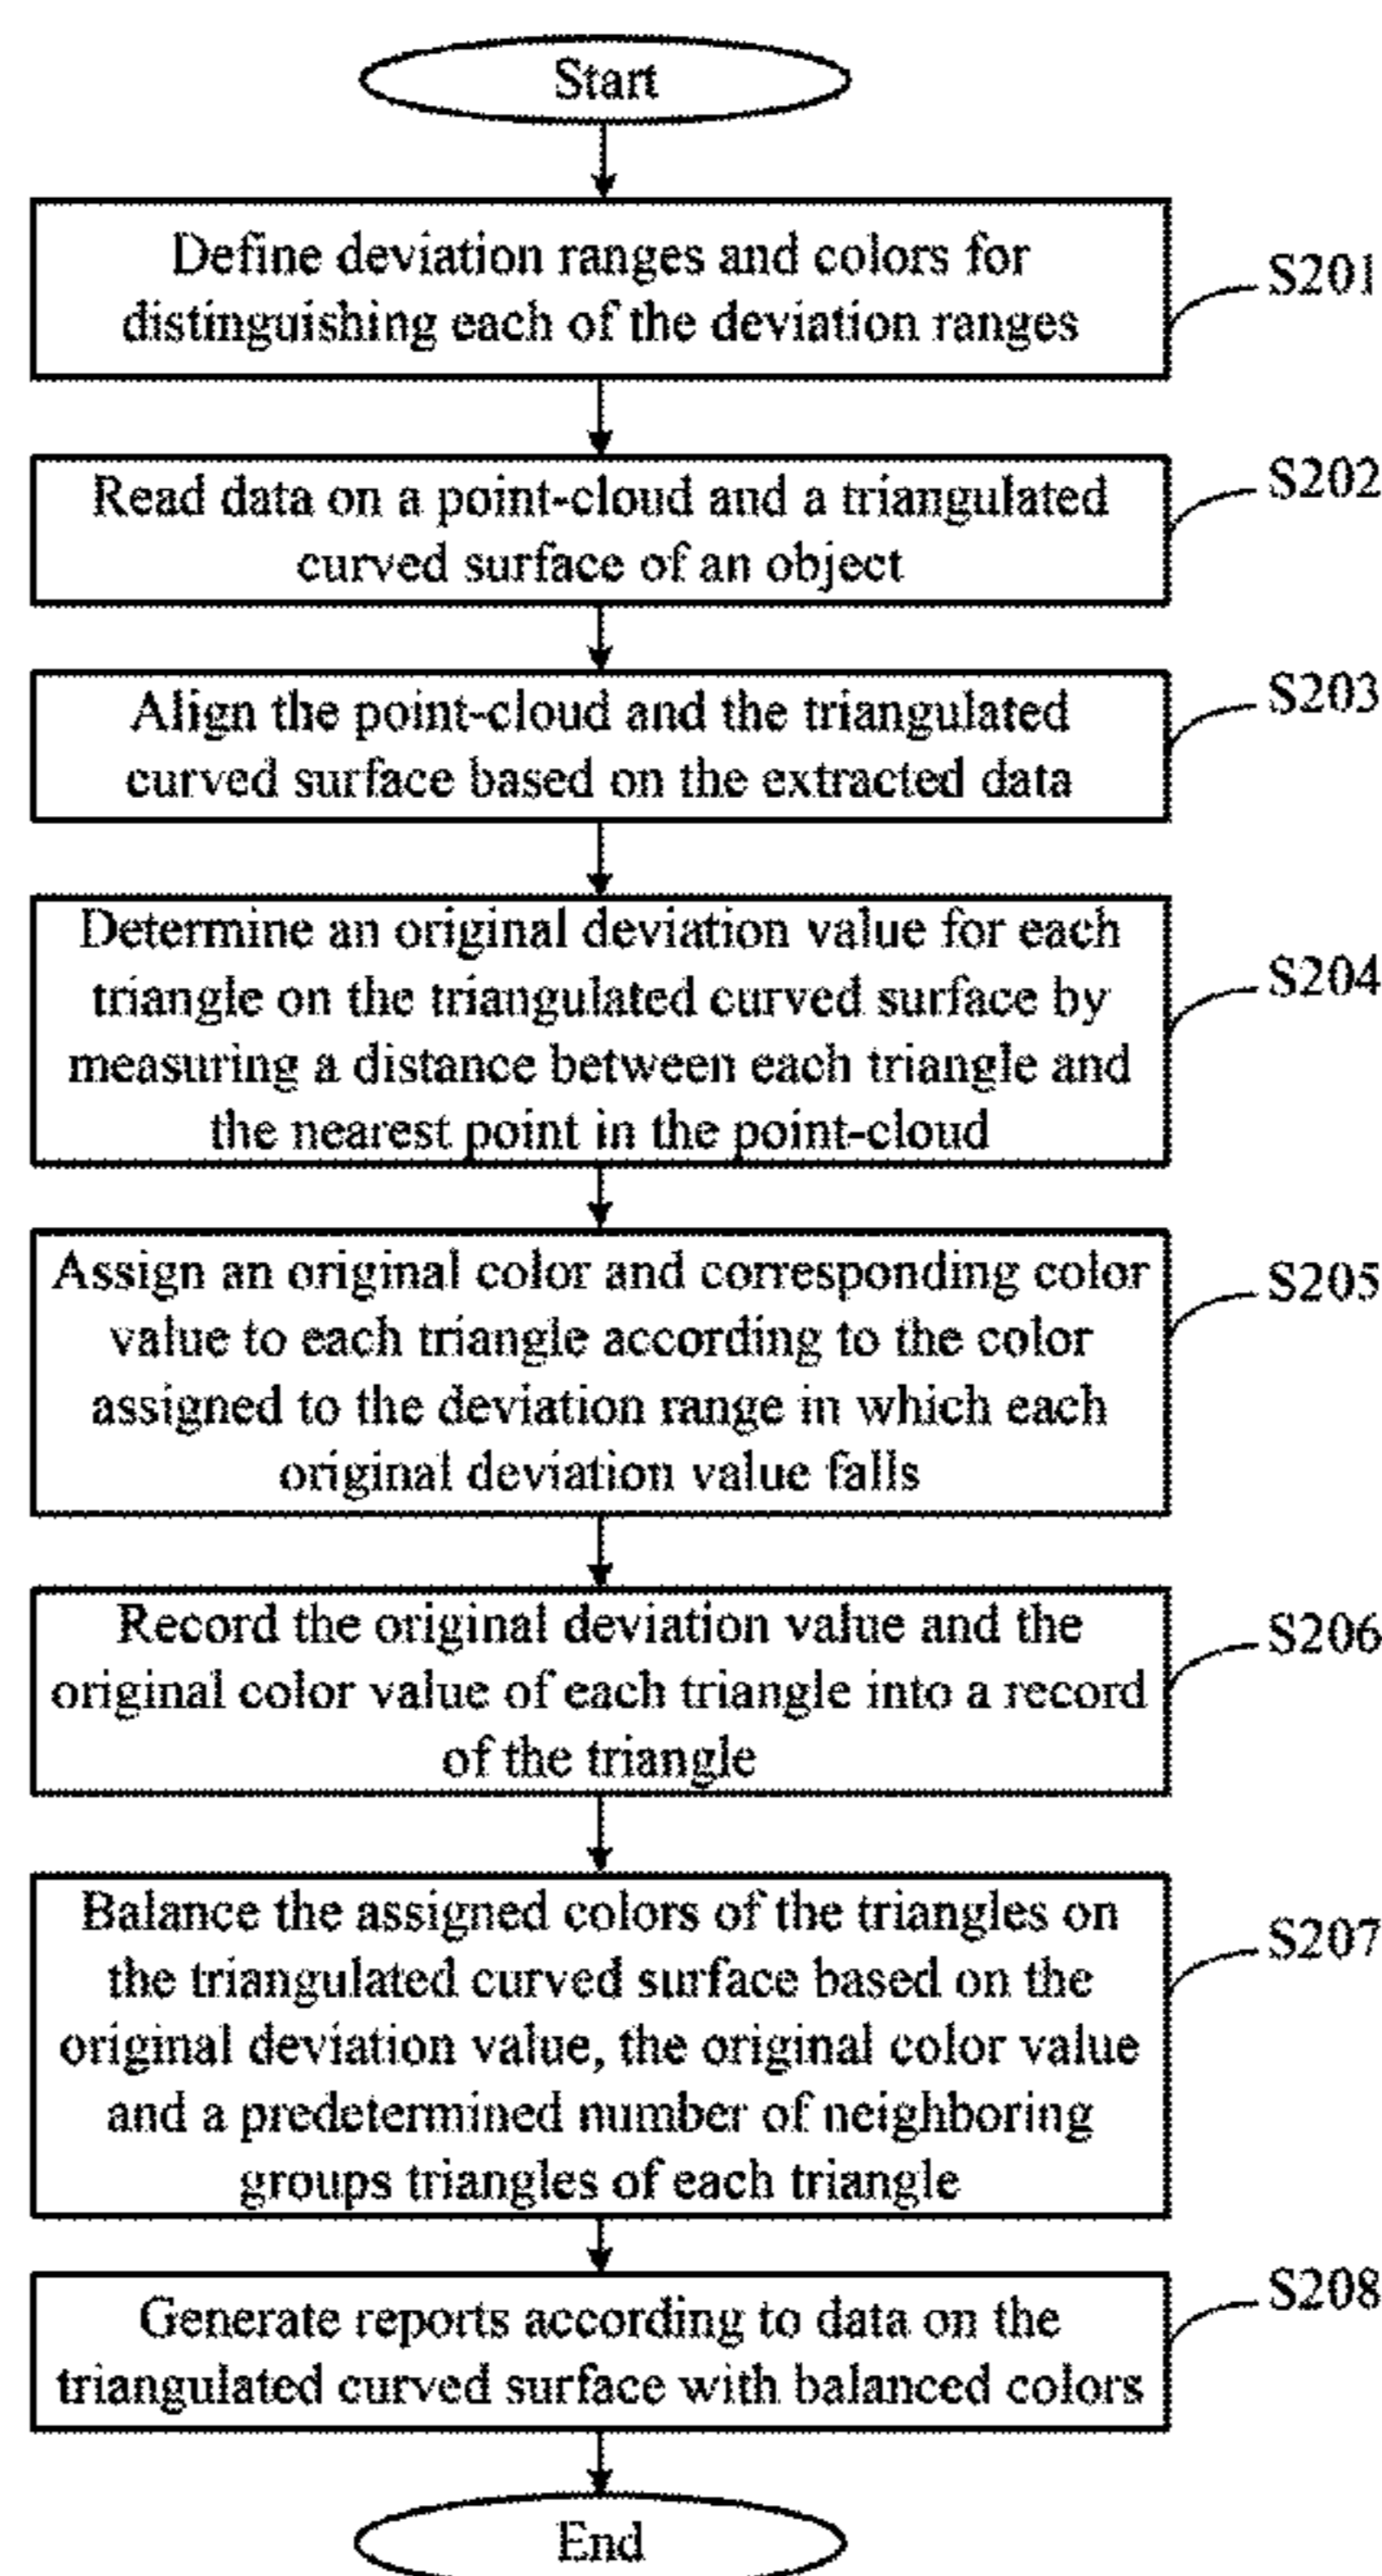 Start
Define deviation ranges and colors for
distinguishing each of the deviation ranges
S201
Read data on a point-cloud and a triangulated
curved surface of an object
S202
Align the point-cloud and the triangulated
curved surface based on the extracted data
S203
Determine an original deviation value for each
triangle on the triangulated curved surface by
measuring a distance between each triangle and
the nearest point in the point-cloud
S204
Assign an original color and corresponding color
value to each triangle according to the color
assigned to the deviation range in which each
original deviation value falls
S205
Record the original deviation value and the
original color value of each triangle into a record
of the triangle
S206
Balance the assigned colors of the triangles on
the triangulated curved surface based on the
original deviation value, the original color value
and a predetermined number of neighboring
groups triangles of each triangle
S207
Generate reports according to data on the
triangulated curved surface with balanced colors
S208
End